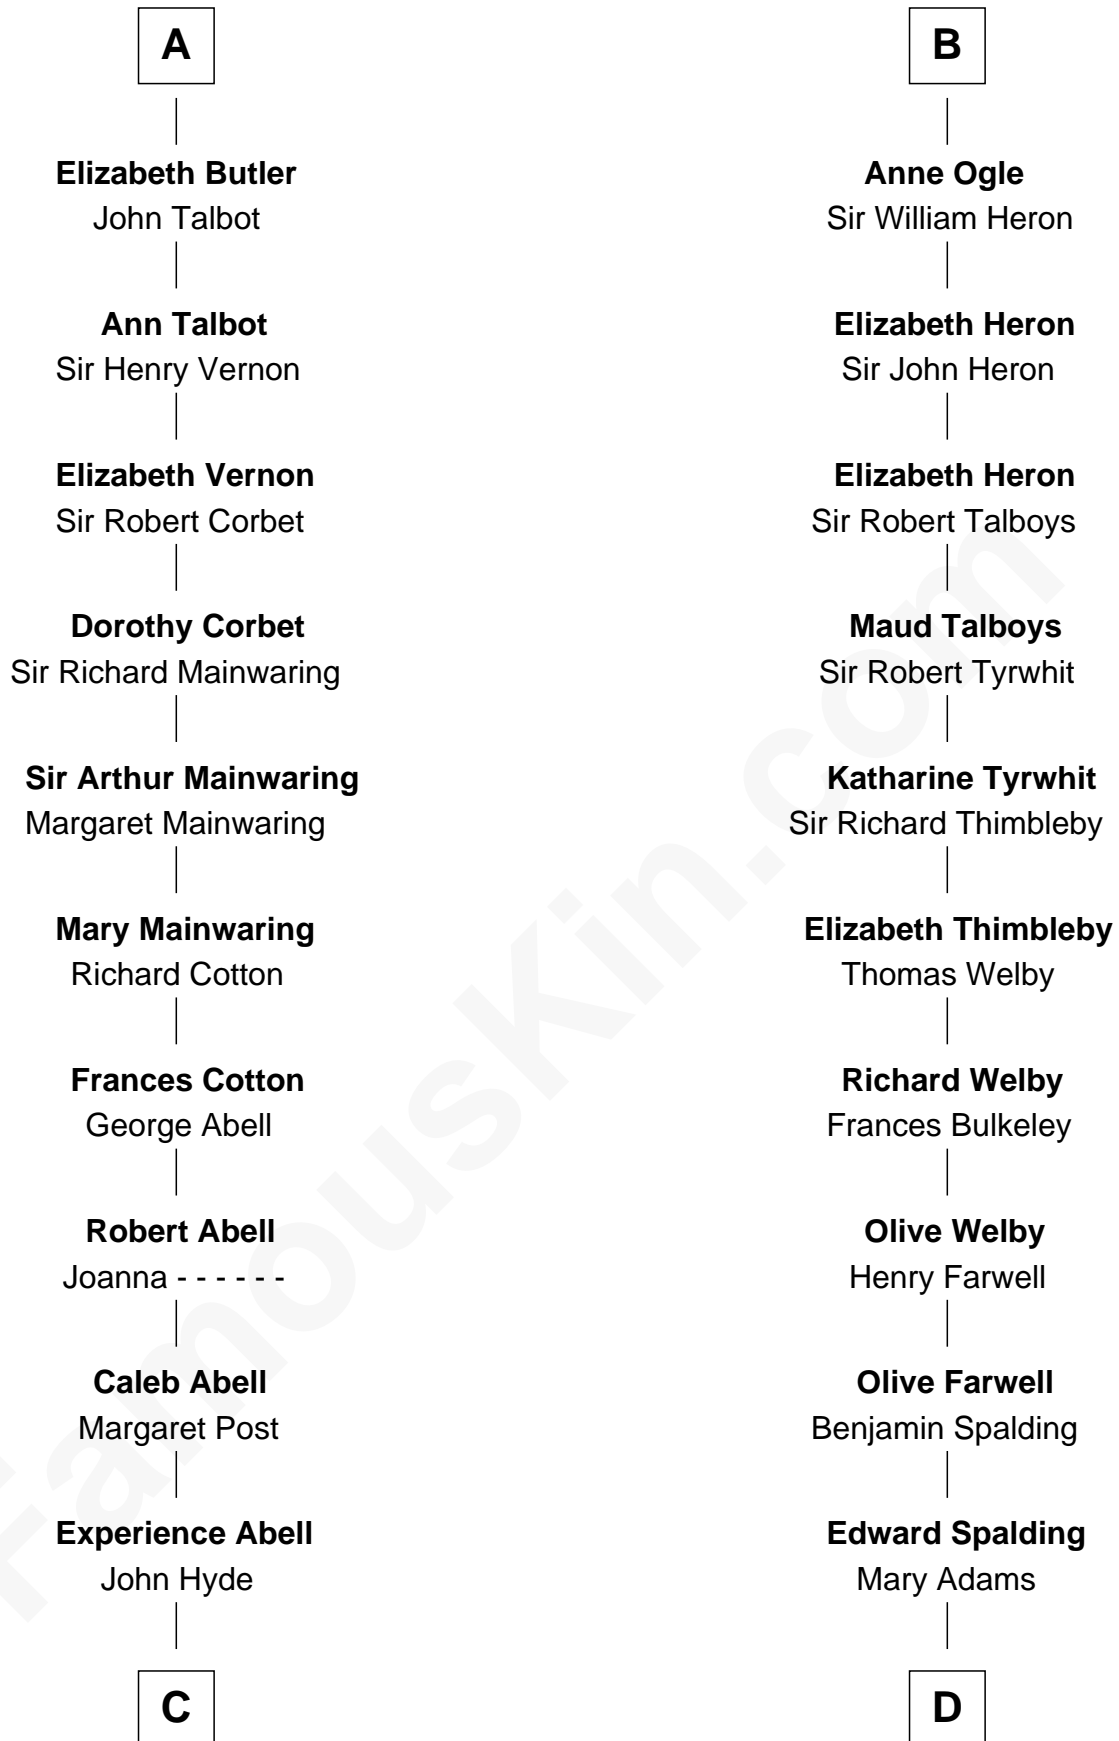 A
Elizabeth Butler
John Talbot
Ann Talbot
Sir Henry Vernon
Elizabeth Vernon
Sir Robert Corbet
Dorothy Corbet
Sir Richard Mainwaring
Sir Arthur Mainwaring
Margaret Mainwaring
Mary Mainwaring
Richard Cotton
Frances Cotton
George Abell
Robert Abell
Joanna - - - - - -
Caleb Abell
Margaret Post
Experience Abell
John Hyde
C
B
Anne Ogle
Sir William Heron
Elizabeth Heron
Sir John Heron
Elizabeth Heron
Sir Robert Talboys
Maud Talboys
Sir Robert Tyrwhit
Katharine Tyrwhit
Sir Richard Thimbleby
Elizabeth Thimbleby
Thomas Welby
Richard Welby
Frances Bulkeley
Olive Welby
Henry Farwell
Olive Farwell
Benjamin Spalding
Edward Spalding
Mary Adams
D
FamousKin.com